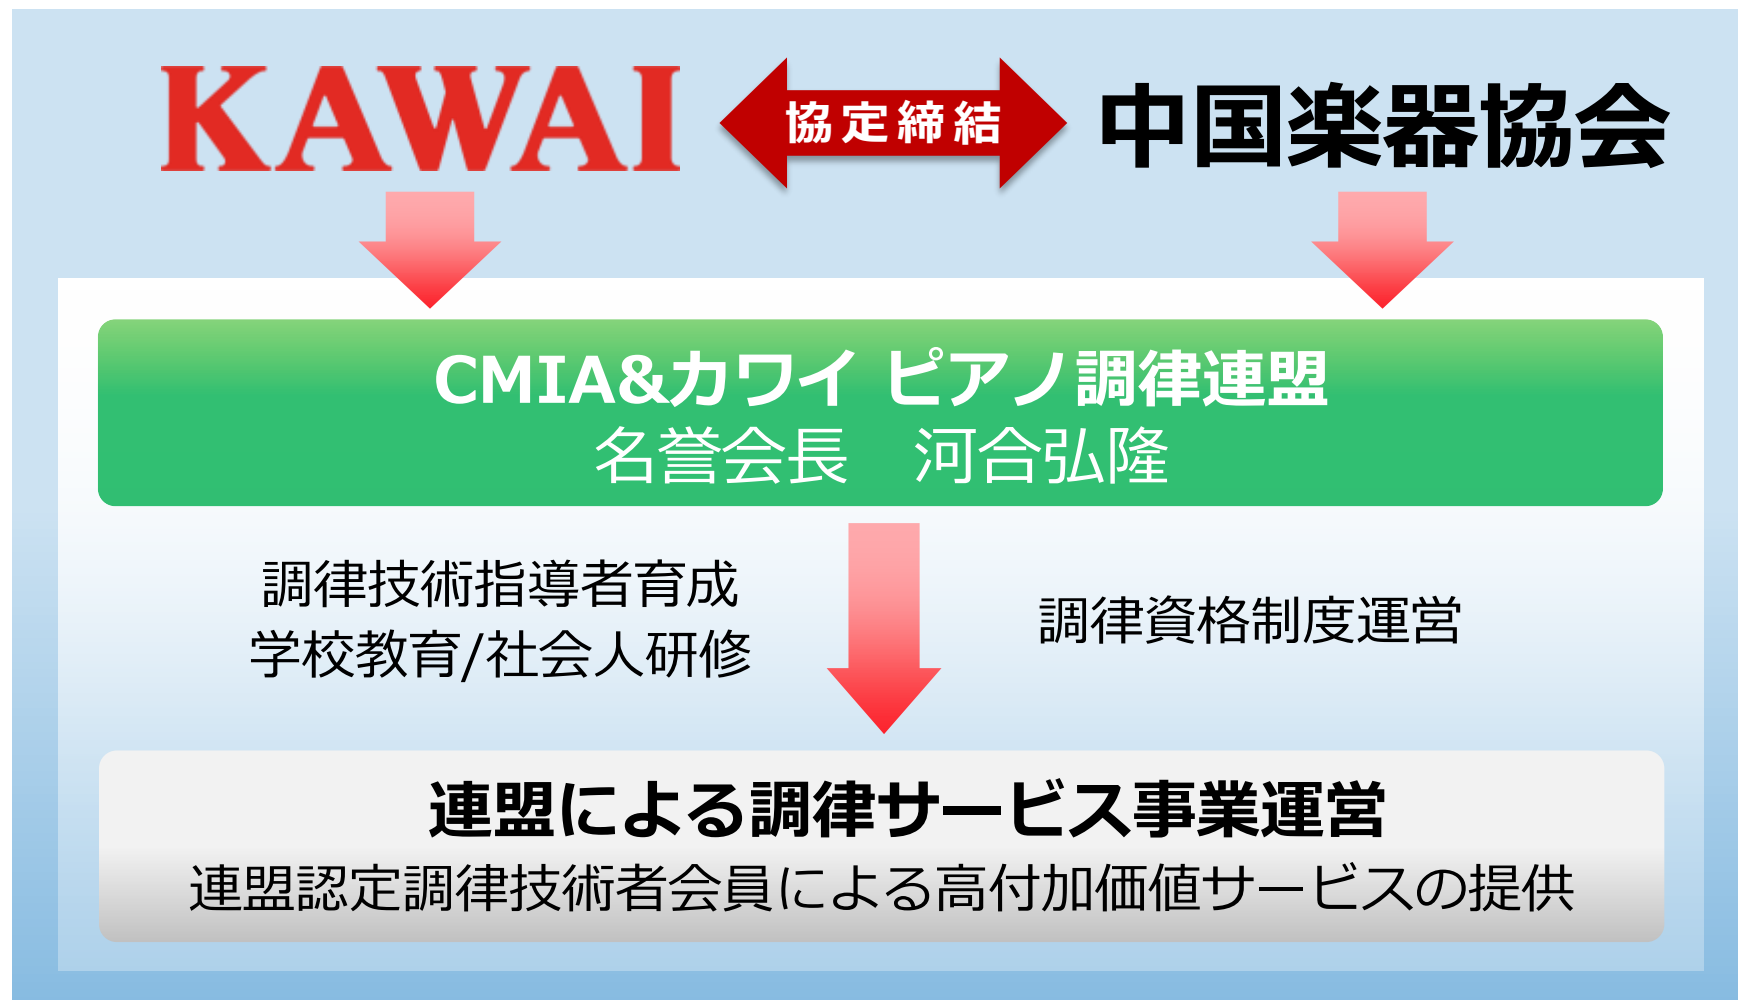 KAWAI
協定締結
中国楽器協会
CMIA&カワイ ピアノ調律連盟
名誉会長　河合弘隆
調律技術指導者育成
学校教育/社会人研修
調律資格制度運営
連盟による調律サービス事業運営
連盟認定調律技術者会員による高付加価値サービスの提供